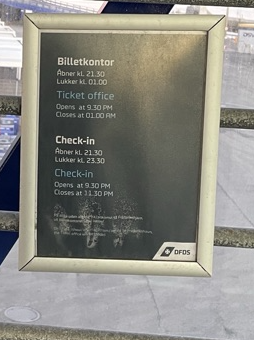 Billetkontor
Åbner kl. 21.30
Lukker kl. 01.00
Ticket office
Opens at 9.30 PM
Closes at 01.00 AM
Check-in
Åbner kl. 21.30
Lukker kl. 23.30
Check-in
Opens at 9.30 PM
Closes at 11.30 PM
DFDS